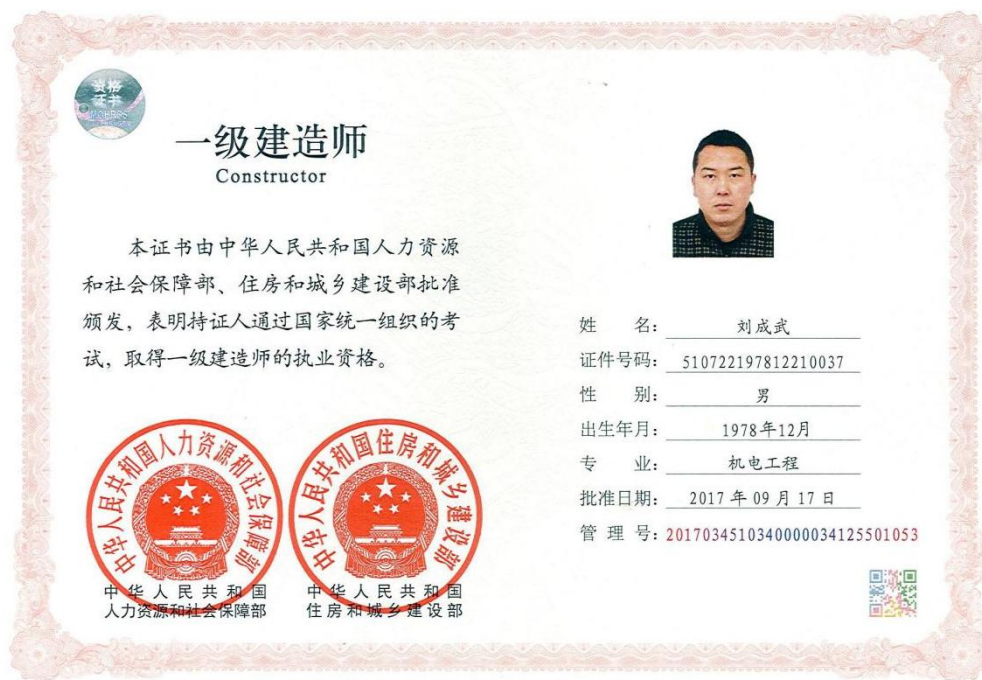 资格
证书
MOHRSS
一级建造师
Constructor
本证书由中华人民共和国人力资源
和社会保障部、住房和城乡建设部批准
颁发，表明持证人通过国家统一组织的考
试，取得一级建造师的执业资格。
中华人民共和国人力资源和社会保障部
中华人民共和国住房和城乡建设部
中华人民共和国
人力资源和社会保障部
中华人民共和国
住房和城乡建设部
姓 名： 刘成武
证件号码： 510722197812210037
性 别： 男
出生年月： 1978年12月
专 业： 机电工程
批准日期： 2017 年 09 月 17 日
管 理 号： 2017034510340000034125501053